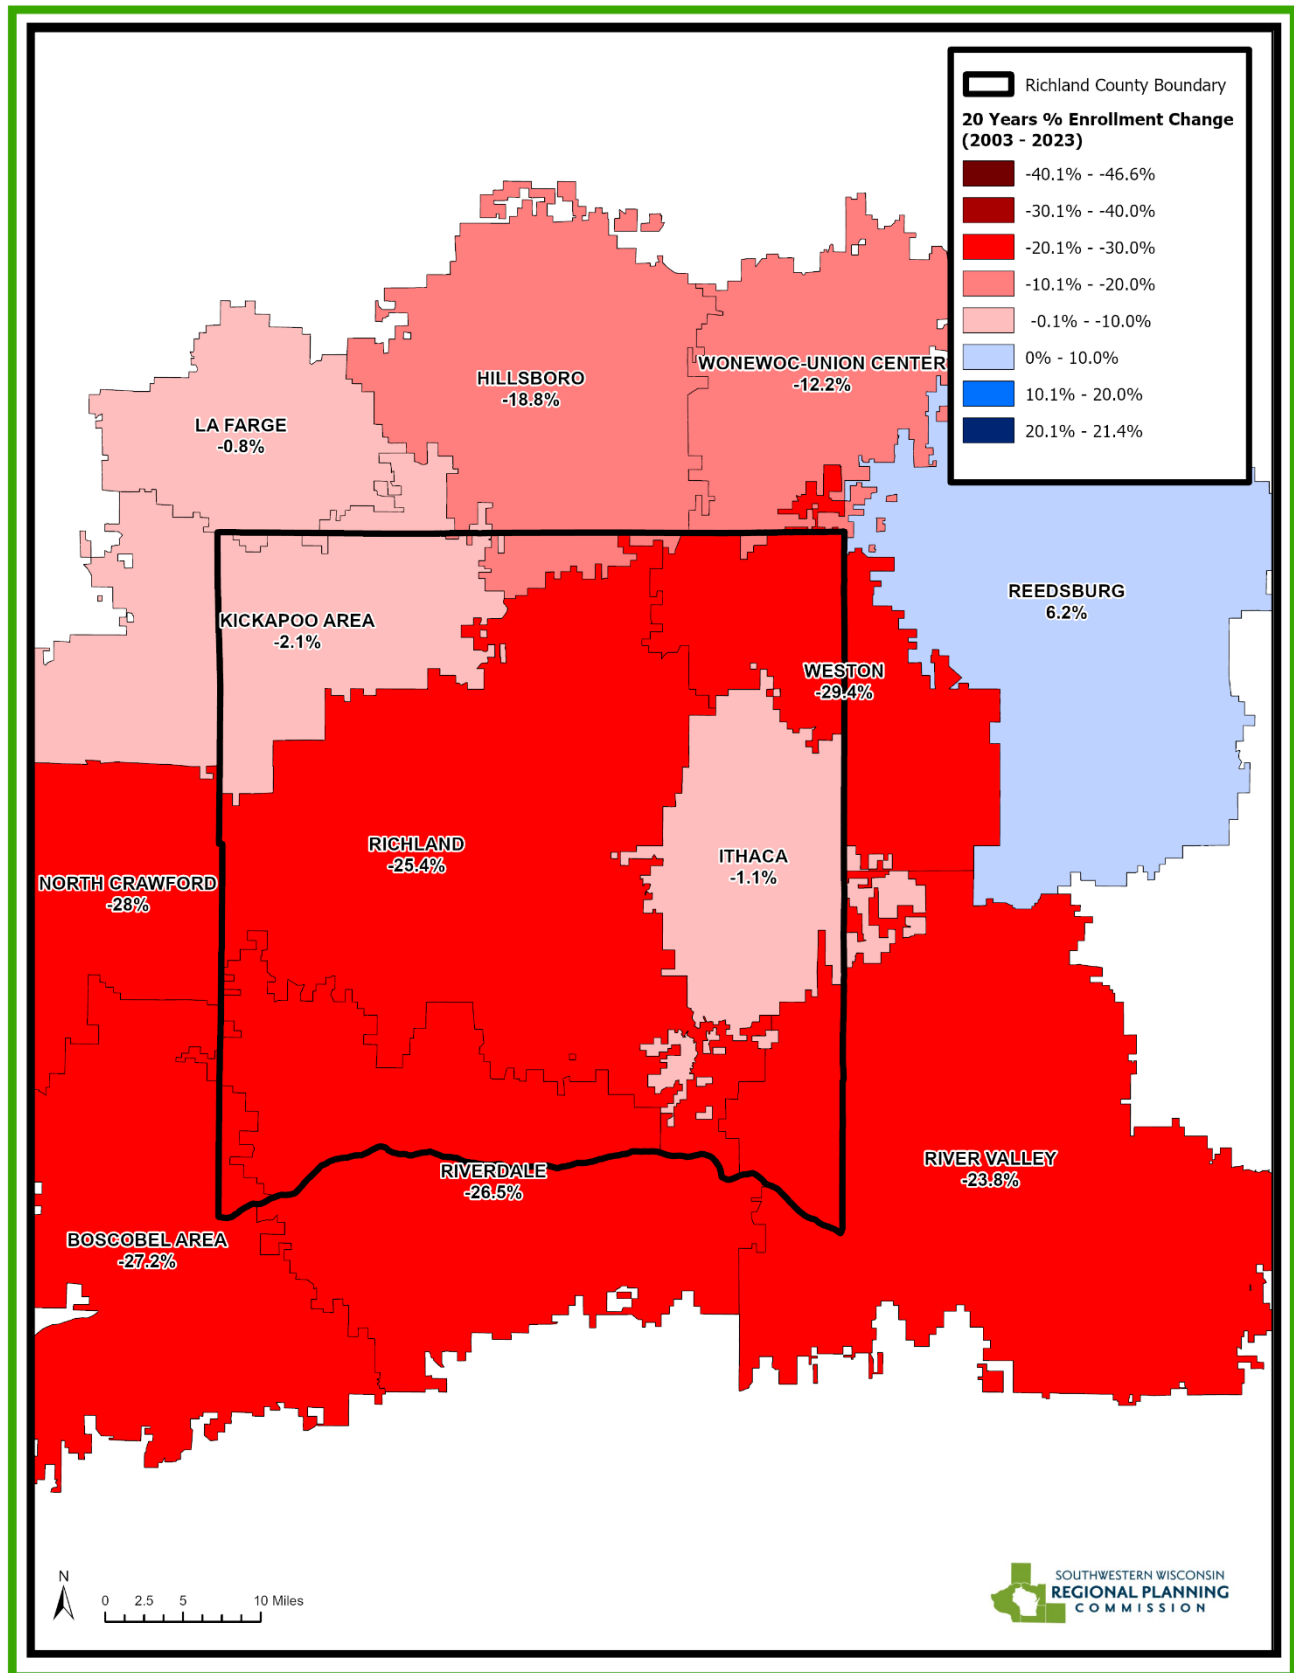 Richland County Boundary
20 Years % Enrollment Change
(2003 - 2023)
-40.1% - -46.6%
-30.1% - -40.0%
-20.1% - -30.0%
-10.1% - -20.0%
-0.1% - -10.0%
0% - 10.0%
10.1% - 20.0%
20.1% - 21.4%
WONEWOC-UNION CENTER
-12.2%
HILLSBORO
-18.8%
LA FARGE
-0.8%
REEDSBURG
6.2%
KICKAPOO AREA
-2.1%
WESTON
-29.4%
RICHLAND
-25.4%
ITHACA
-1.1%
NORTH CRAWFORD
-28%
RIVER VALLEY
-23.8%
RIVERDALE
-26.5%
BOSCOBEL AREA
-27.2%
N
0 2.5 5 10 Miles
SOUTHWESTERN WISCONSIN
REGIONAL PLANNING
COMMISSION